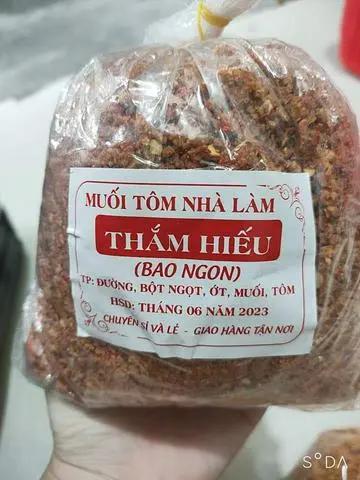 MUỐI TÔM NHÀ LÀM
THẮM HIẾU
(BAO NGON)
TP: ĐƯỜNG, BỘT NGỌT, ỚT, MUỐI, TÔM
HSD: THÁNG 06 NĂM 2023
CHUYÊN SỈ VÀ LẺ - GIAO HÀNG TẬN NƠI
SODA